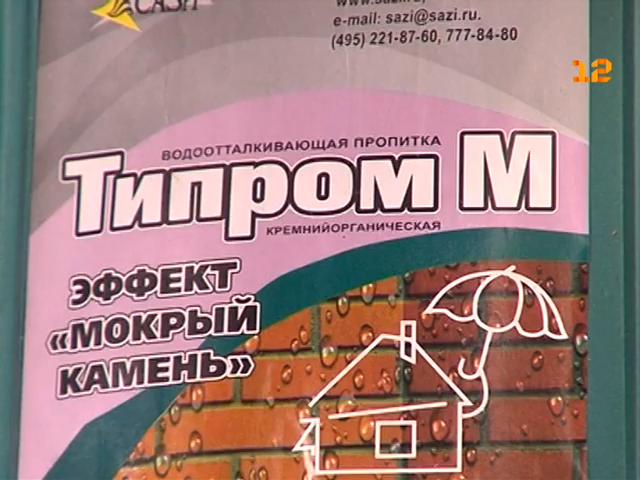 САЗИ
e-mail: sazi@sazi.ru.
(495) 221-87-60, 777-84-80
12
ВОДООТТАЛКИВАЮЩАЯ ПРОПИТКА
Типром М
КРЕМНИЙОРГАНИЧЕСКАЯ
ЭФФЕКТ
«МОКРЫЙ
КАМЕНЬ»